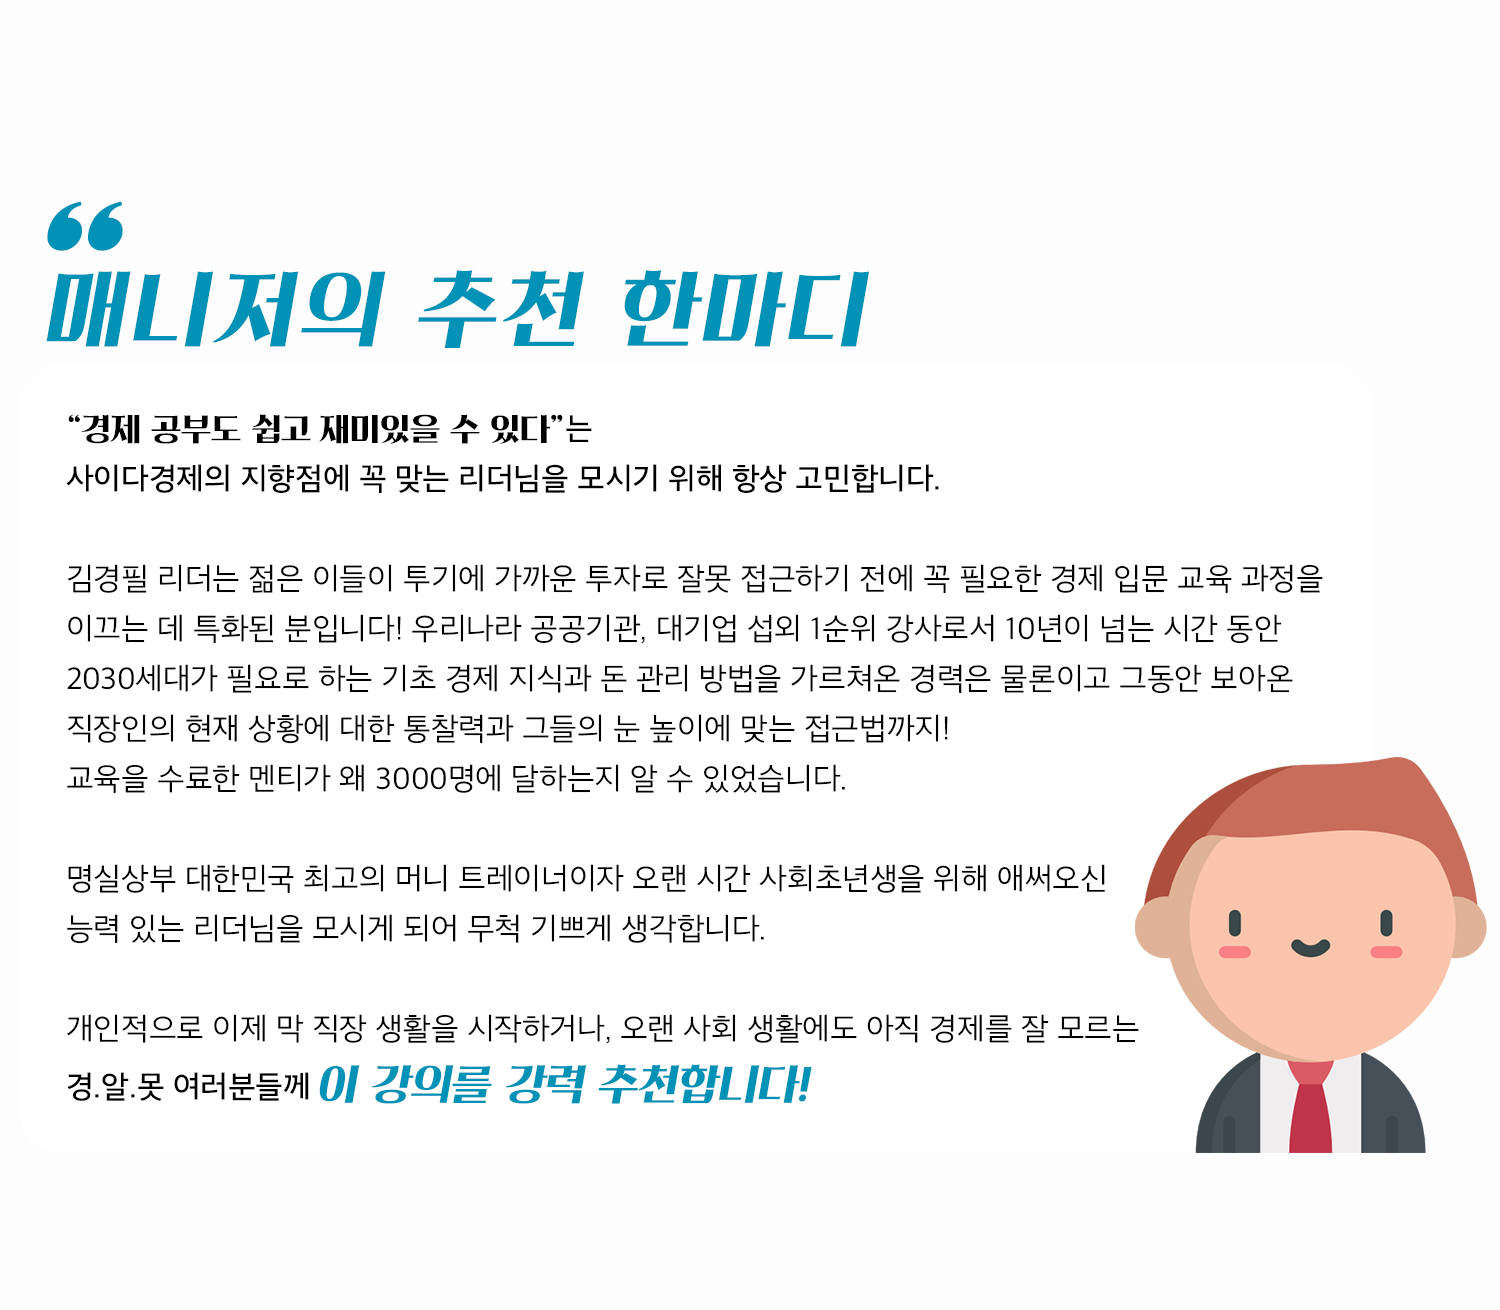 “
매니저의 추천 한마디
“경제 공부도 쉽고 재미있을 수 있다”는
사이다경제의 지향점에 꼭 맞는 리더님을 모시기 위해 항상 고민합니다.
김경필 리더는 젊은 이들이 투기에 가까운 투자로 잘못 접근하기 전에 꼭 필요한 경제 입문 교육 과정을
이끄는 데 특화된 분입니다! 우리나라 공공기관, 대기업 섭외 1순위 강사로서 10년이 넘는 시간 동안
2030세대가 필요로 하는 기초 경제 지식과 돈 관리 방법을 가르쳐온 경력은 물론이고 그동안 보아온
직장인의 현재 상황에 대한 통찰력과 그들의 눈 높이에 맞는 접근법까지!
교육을 수료한 멘티가 왜 3000명에 달하는지 알 수 있었습니다.
명실상부 대한민국 최고의 머니 트레이너이자 오랜 시간 사회초년생을 위해 애써오신
능력 있는 리더님을 모시게 되어 무척 기쁘게 생각합니다.
개인적으로 이제 막 직장 생활을 시작하거나, 오랜 사회 생활에도 아직 경제를 잘 모르는
경.알.못 여러분들께 이 강의를 강력 추천합니다!